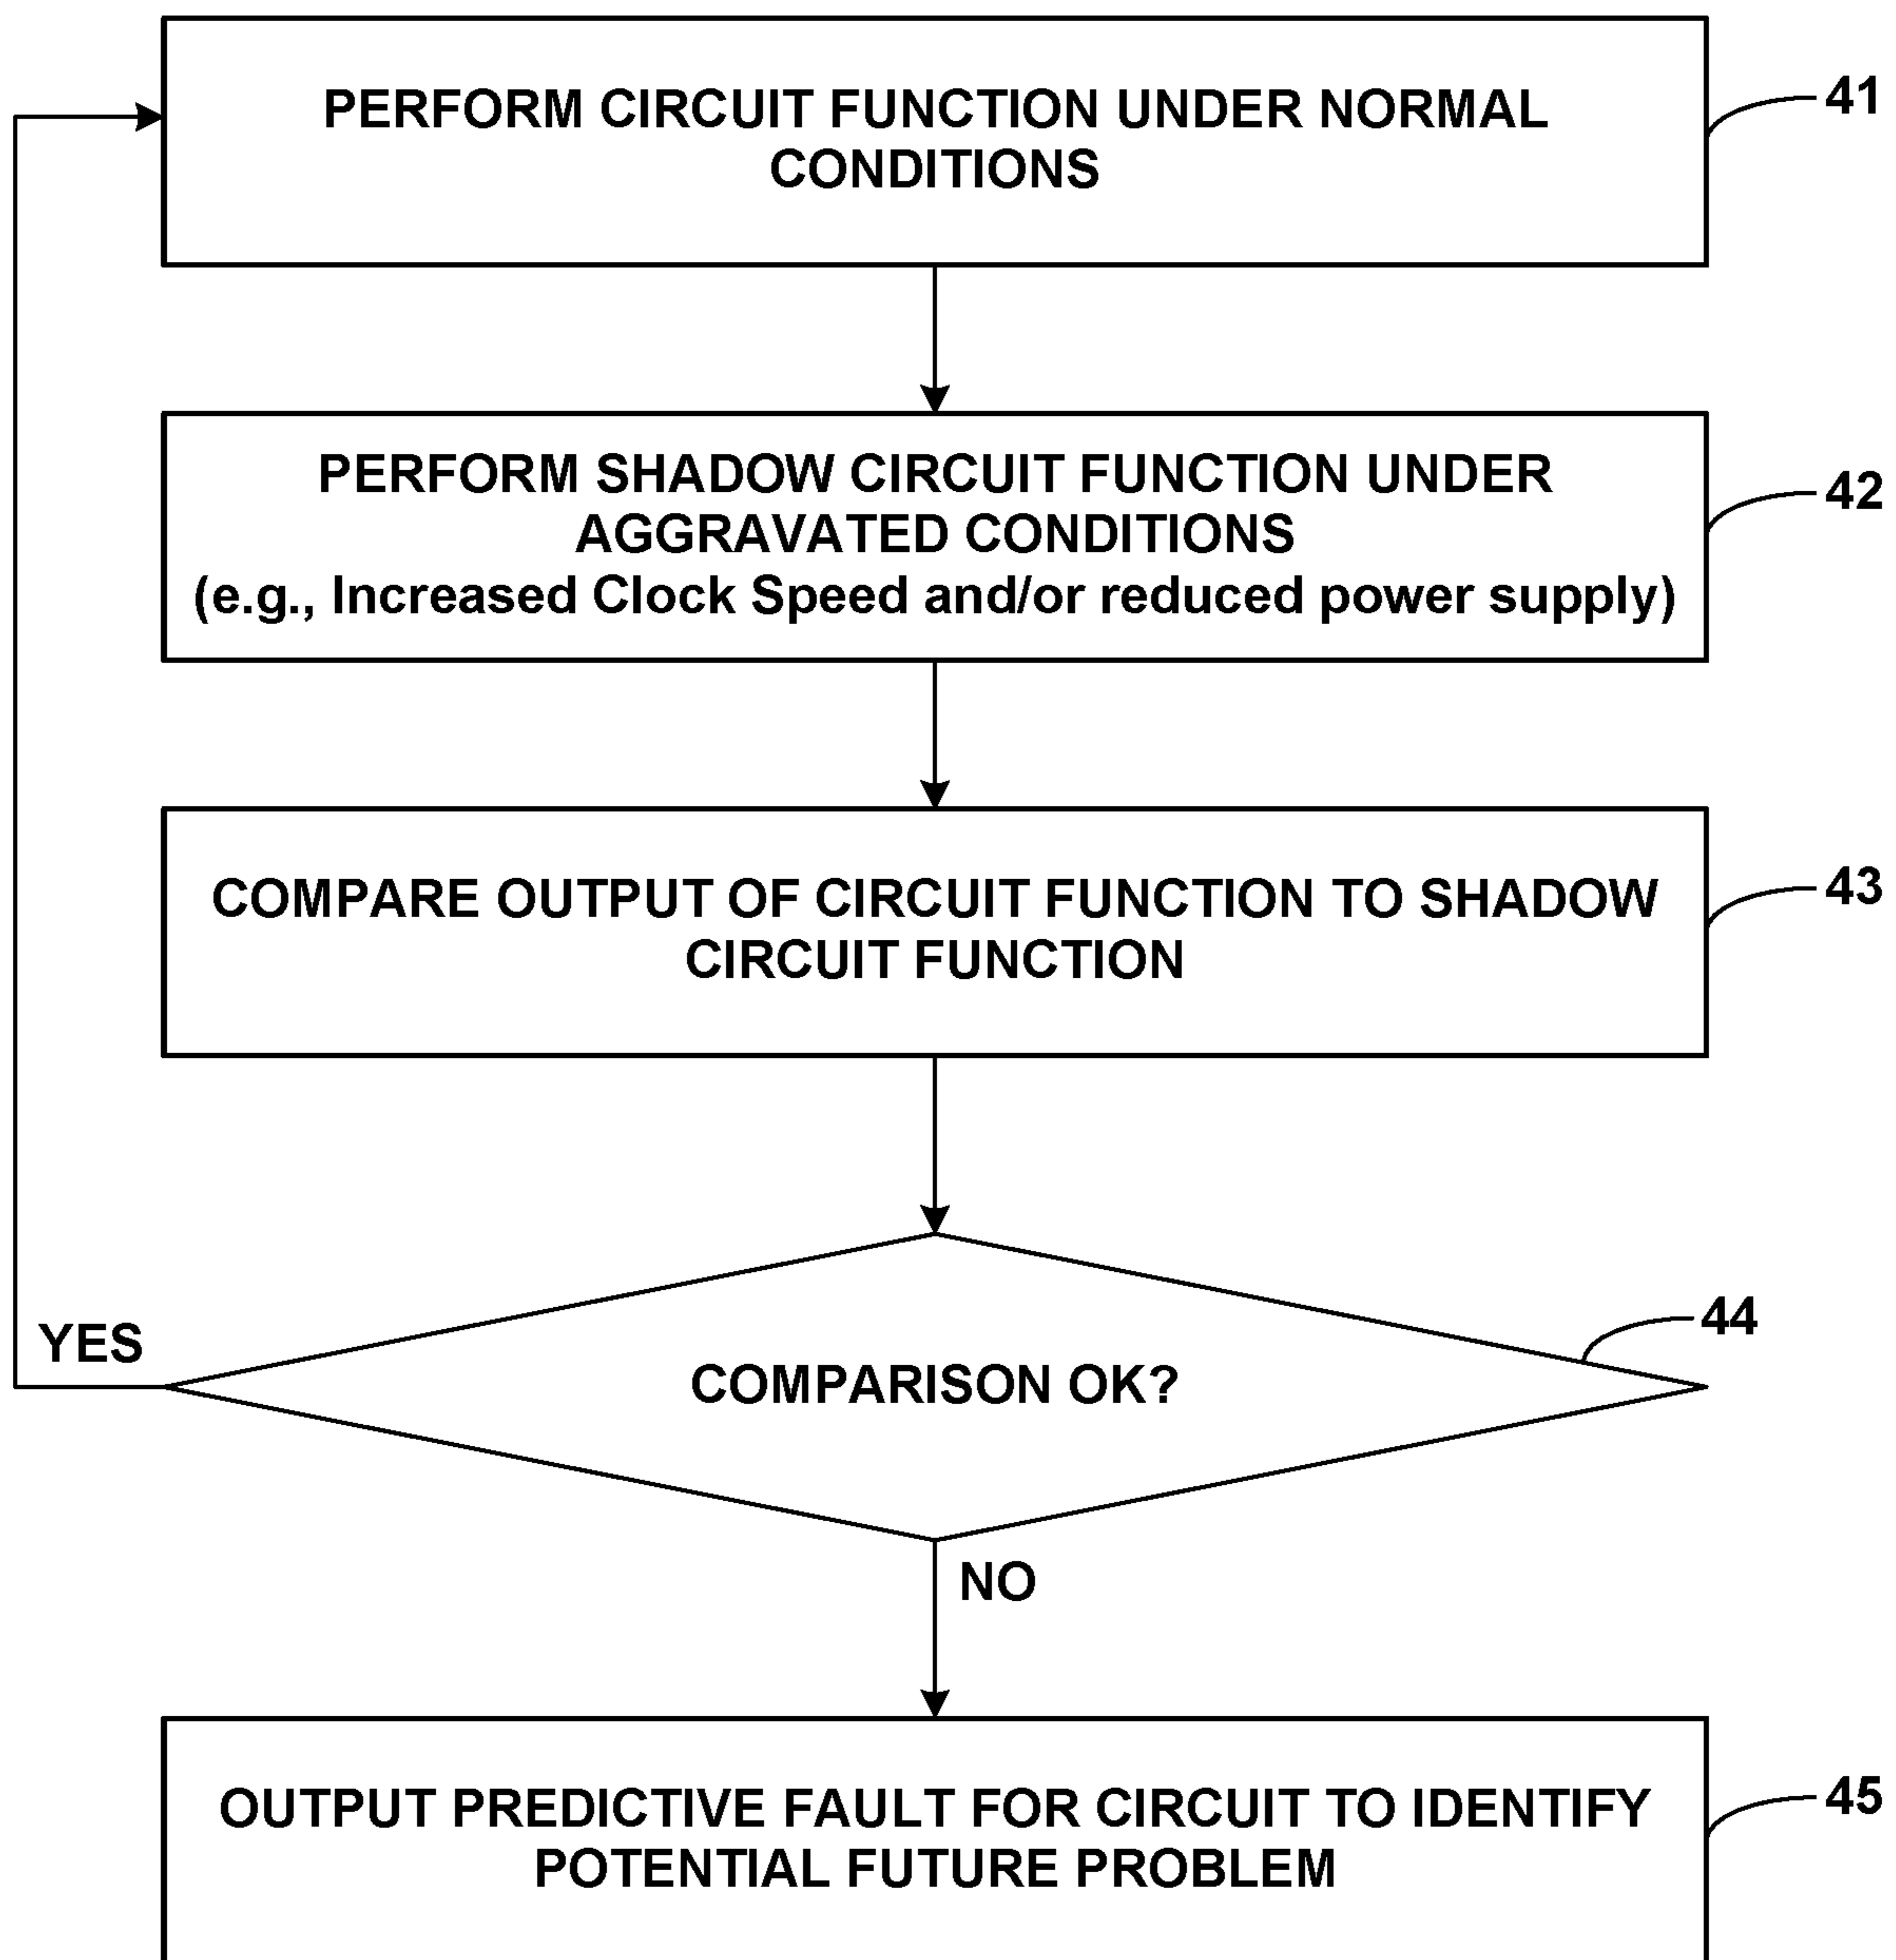 PERFORM CIRCUIT FUNCTION UNDER NORMAL
CONDITIONS
41
PERFORM SHADOW CIRCUIT FUNCTION UNDER
AGGRAVATED CONDITIONS
(e.g., Increased Clock Speed and/or reduced power supply)
42
COMPARE OUTPUT OF CIRCUIT FUNCTION TO SHADOW
CIRCUIT FUNCTION
43
44
YES
COMPARISON OK?
NO
OUTPUT PREDICTIVE FAULT FOR CIRCUIT TO IDENTIFY
POTENTIAL FUTURE PROBLEM
45